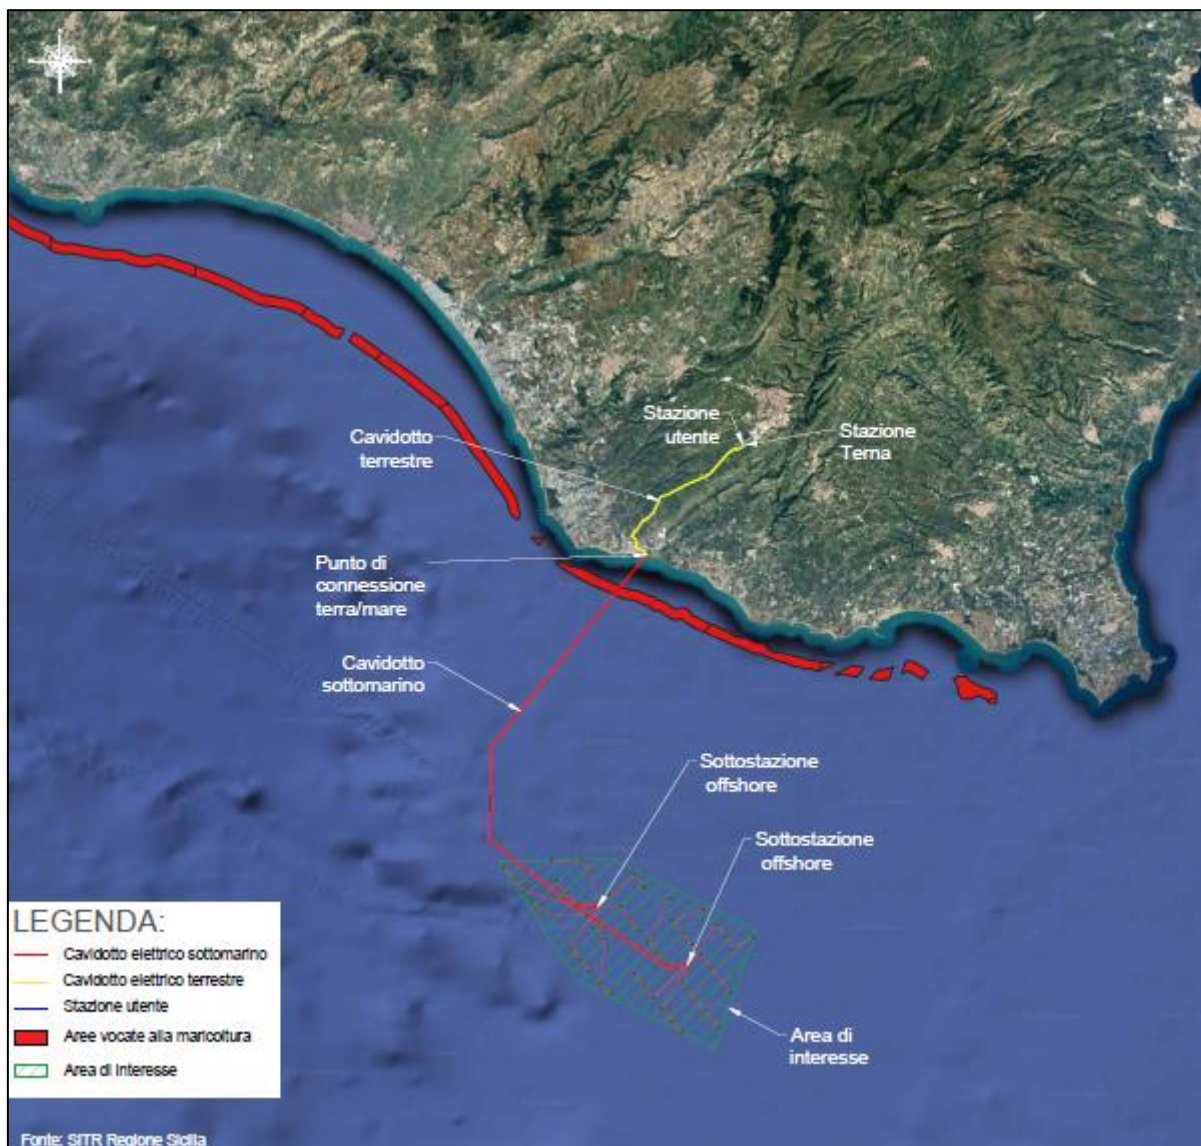 Stazione
utente
Stazione
Terna
Cavidotto
terrestre
Punto di
connessione
terra/mare
Cavidotto
sottomarino
Sottostazione
offshore
Sottostazione
offshore
Area di
interesse
LEGENDA:
Cavidotto elettrico sottomarino
Cavidotto elettrico terrestre
Stazione utente
Aree vocate alla maricoltura
Area di interesse
Fonte: SITR Regione Sicilia